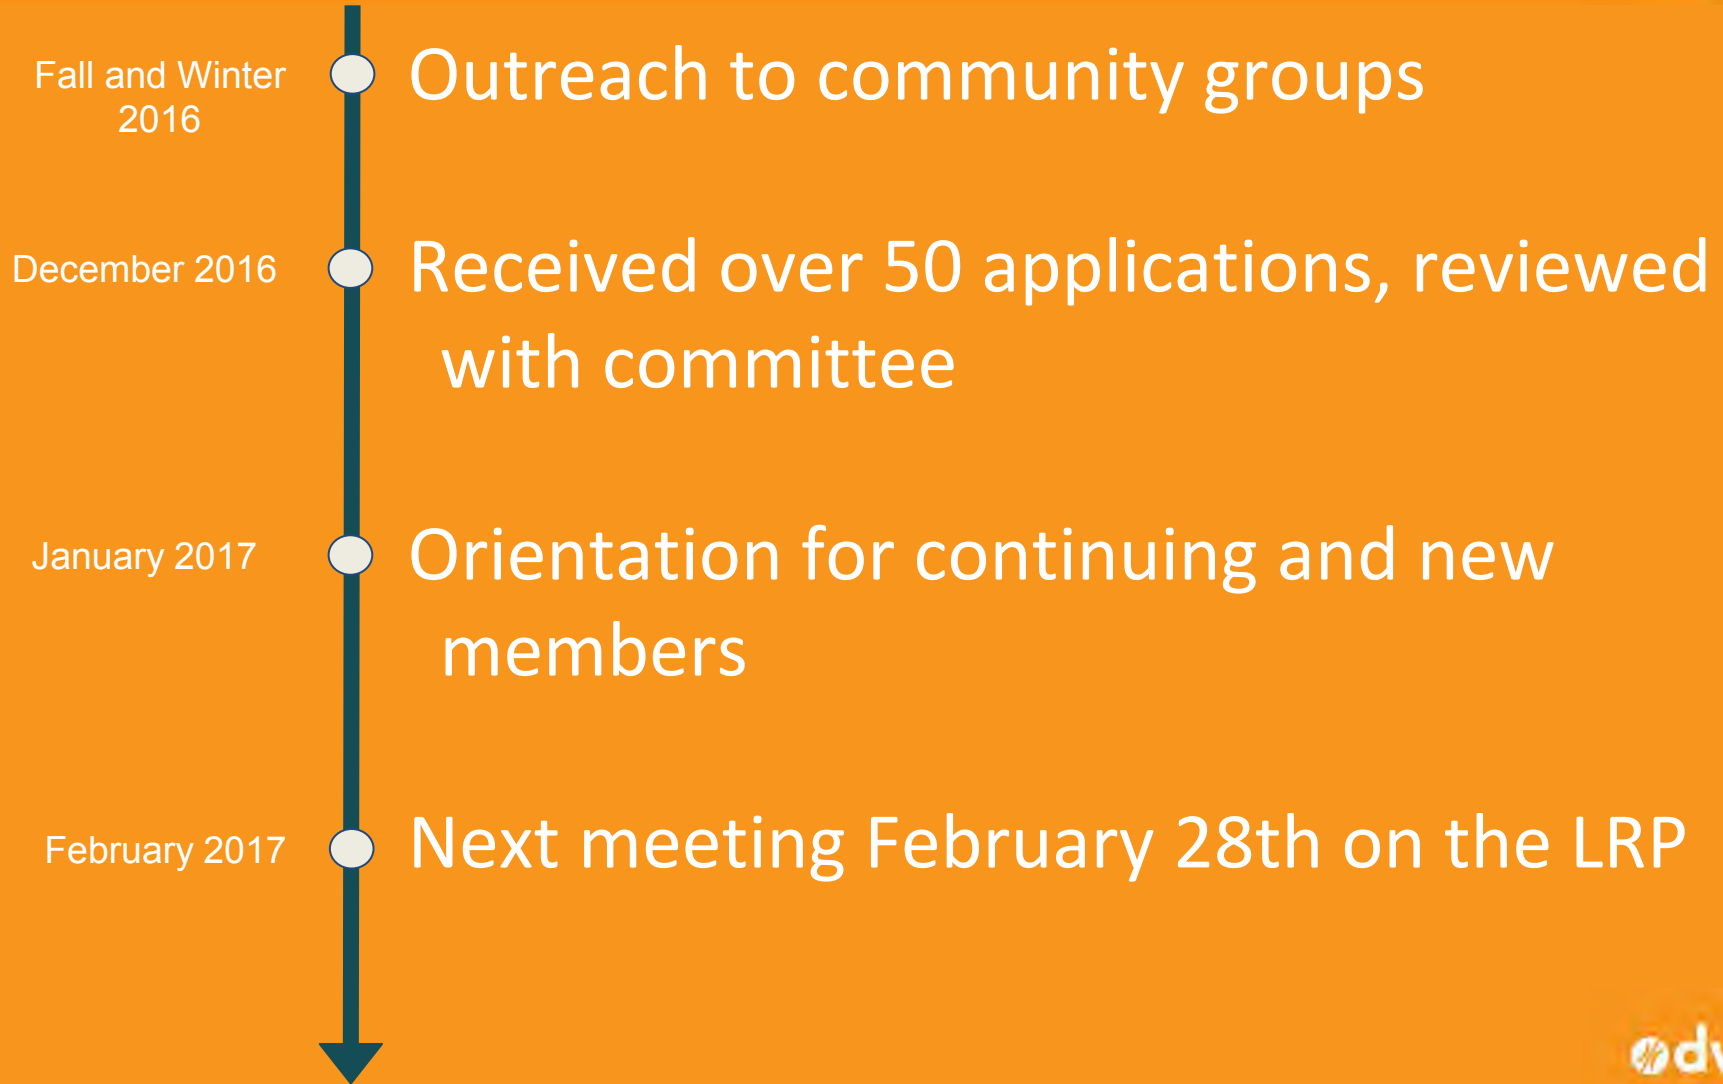 Fall and Winter
2016
Outreach to community groups
December 2016
Received over 50 applications, reviewed
with committee
January 2017
Orientation for continuing and new
members
February 2017
Next meeting February 28th on the LRP